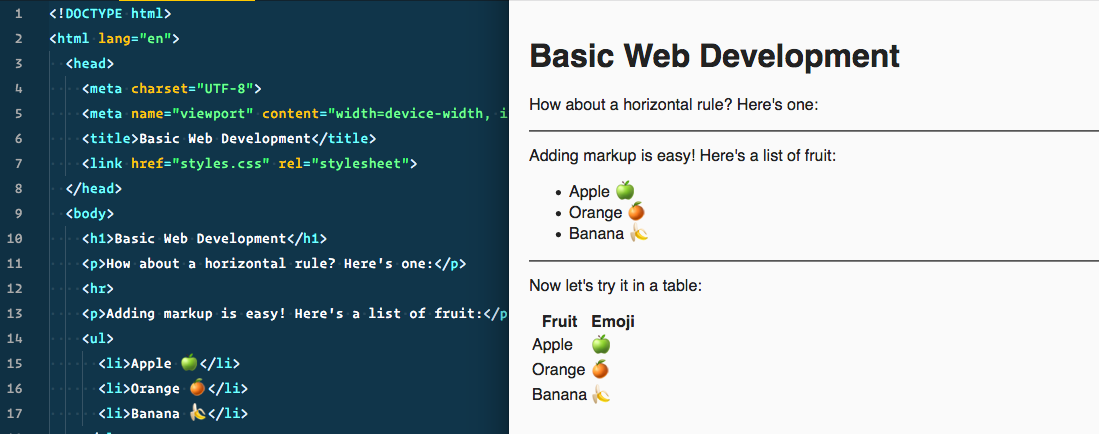 1 <!DOCTYPE html>
2 <html lang="en">
3 <head>
4 <meta charset="UTF-8">
5 <meta name="viewport" content="width=device-width, i
6 <title>Basic Web Development</title>
7 <link href="styles.css" rel="stylesheet">
8 </head>
9 <body>
10 <h1>Basic Web Development</h1>
11 <p>How about a horizontal rule? Here's one:</p>
12 <hr>
13 <p>Adding markup is easy! Here's a list of fruit:</p
14 <ul>
15 <li>Apple 🍏</li>
16 <li>Orange 🍊</li>
17 <li>Banana 🍌</li>
Basic Web Development
How about a horizontal rule? Here's one:
Adding markup is easy! Here's a list of fruit:
• Apple 🍏
• Orange 🍊
• Banana 🍌
Now let's try it in a table:
Fruit Emoji
Apple 🍏
Orange 🍊
Banana 🍌